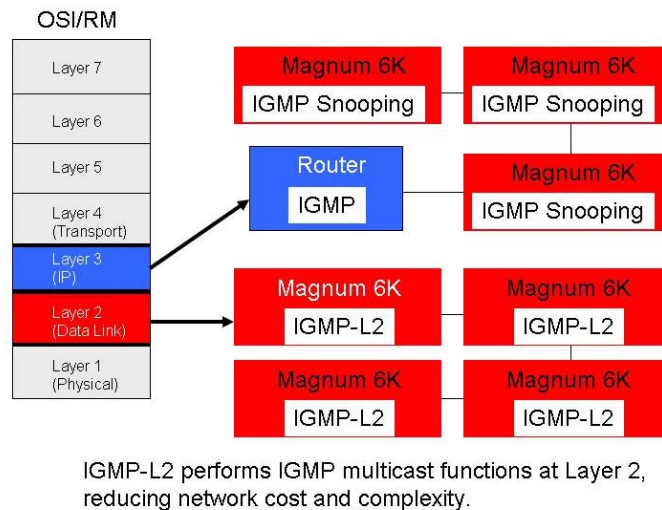 OSI/RM
Layer 7
Layer 6
Layer 5
Layer 4
(Transport)
Layer 3
(IP)
Layer 2
(Data Link)
Layer 1
(Physical)
Magnum 6K
IGMP Snooping
Magnum 6K
IGMP Snooping
Router
IGMP
Magnum 6K
IGMP Snooping
Magnum 6K
IGMP-L2
Magnum 6K
IGMP-L2
Magnum 6K
IGMP-L2
Magnum 6K
IGMP-L2
IGMP-L2 performs IGMP multicast functions at Layer 2,
reducing network cost and complexity.